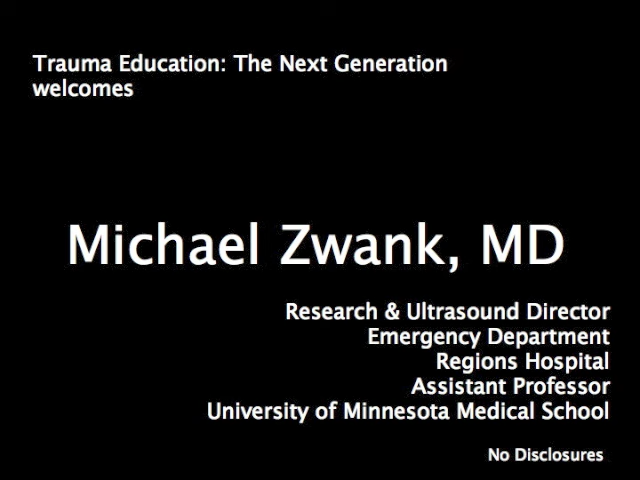 Trauma Education: The Next Generation
welcomes
Michael Zwank, MD
Research & Ultrasound Director
Emergency Department
Regions Hospital
Assistant Professor
University of Minnesota Medical School
No Disclosures